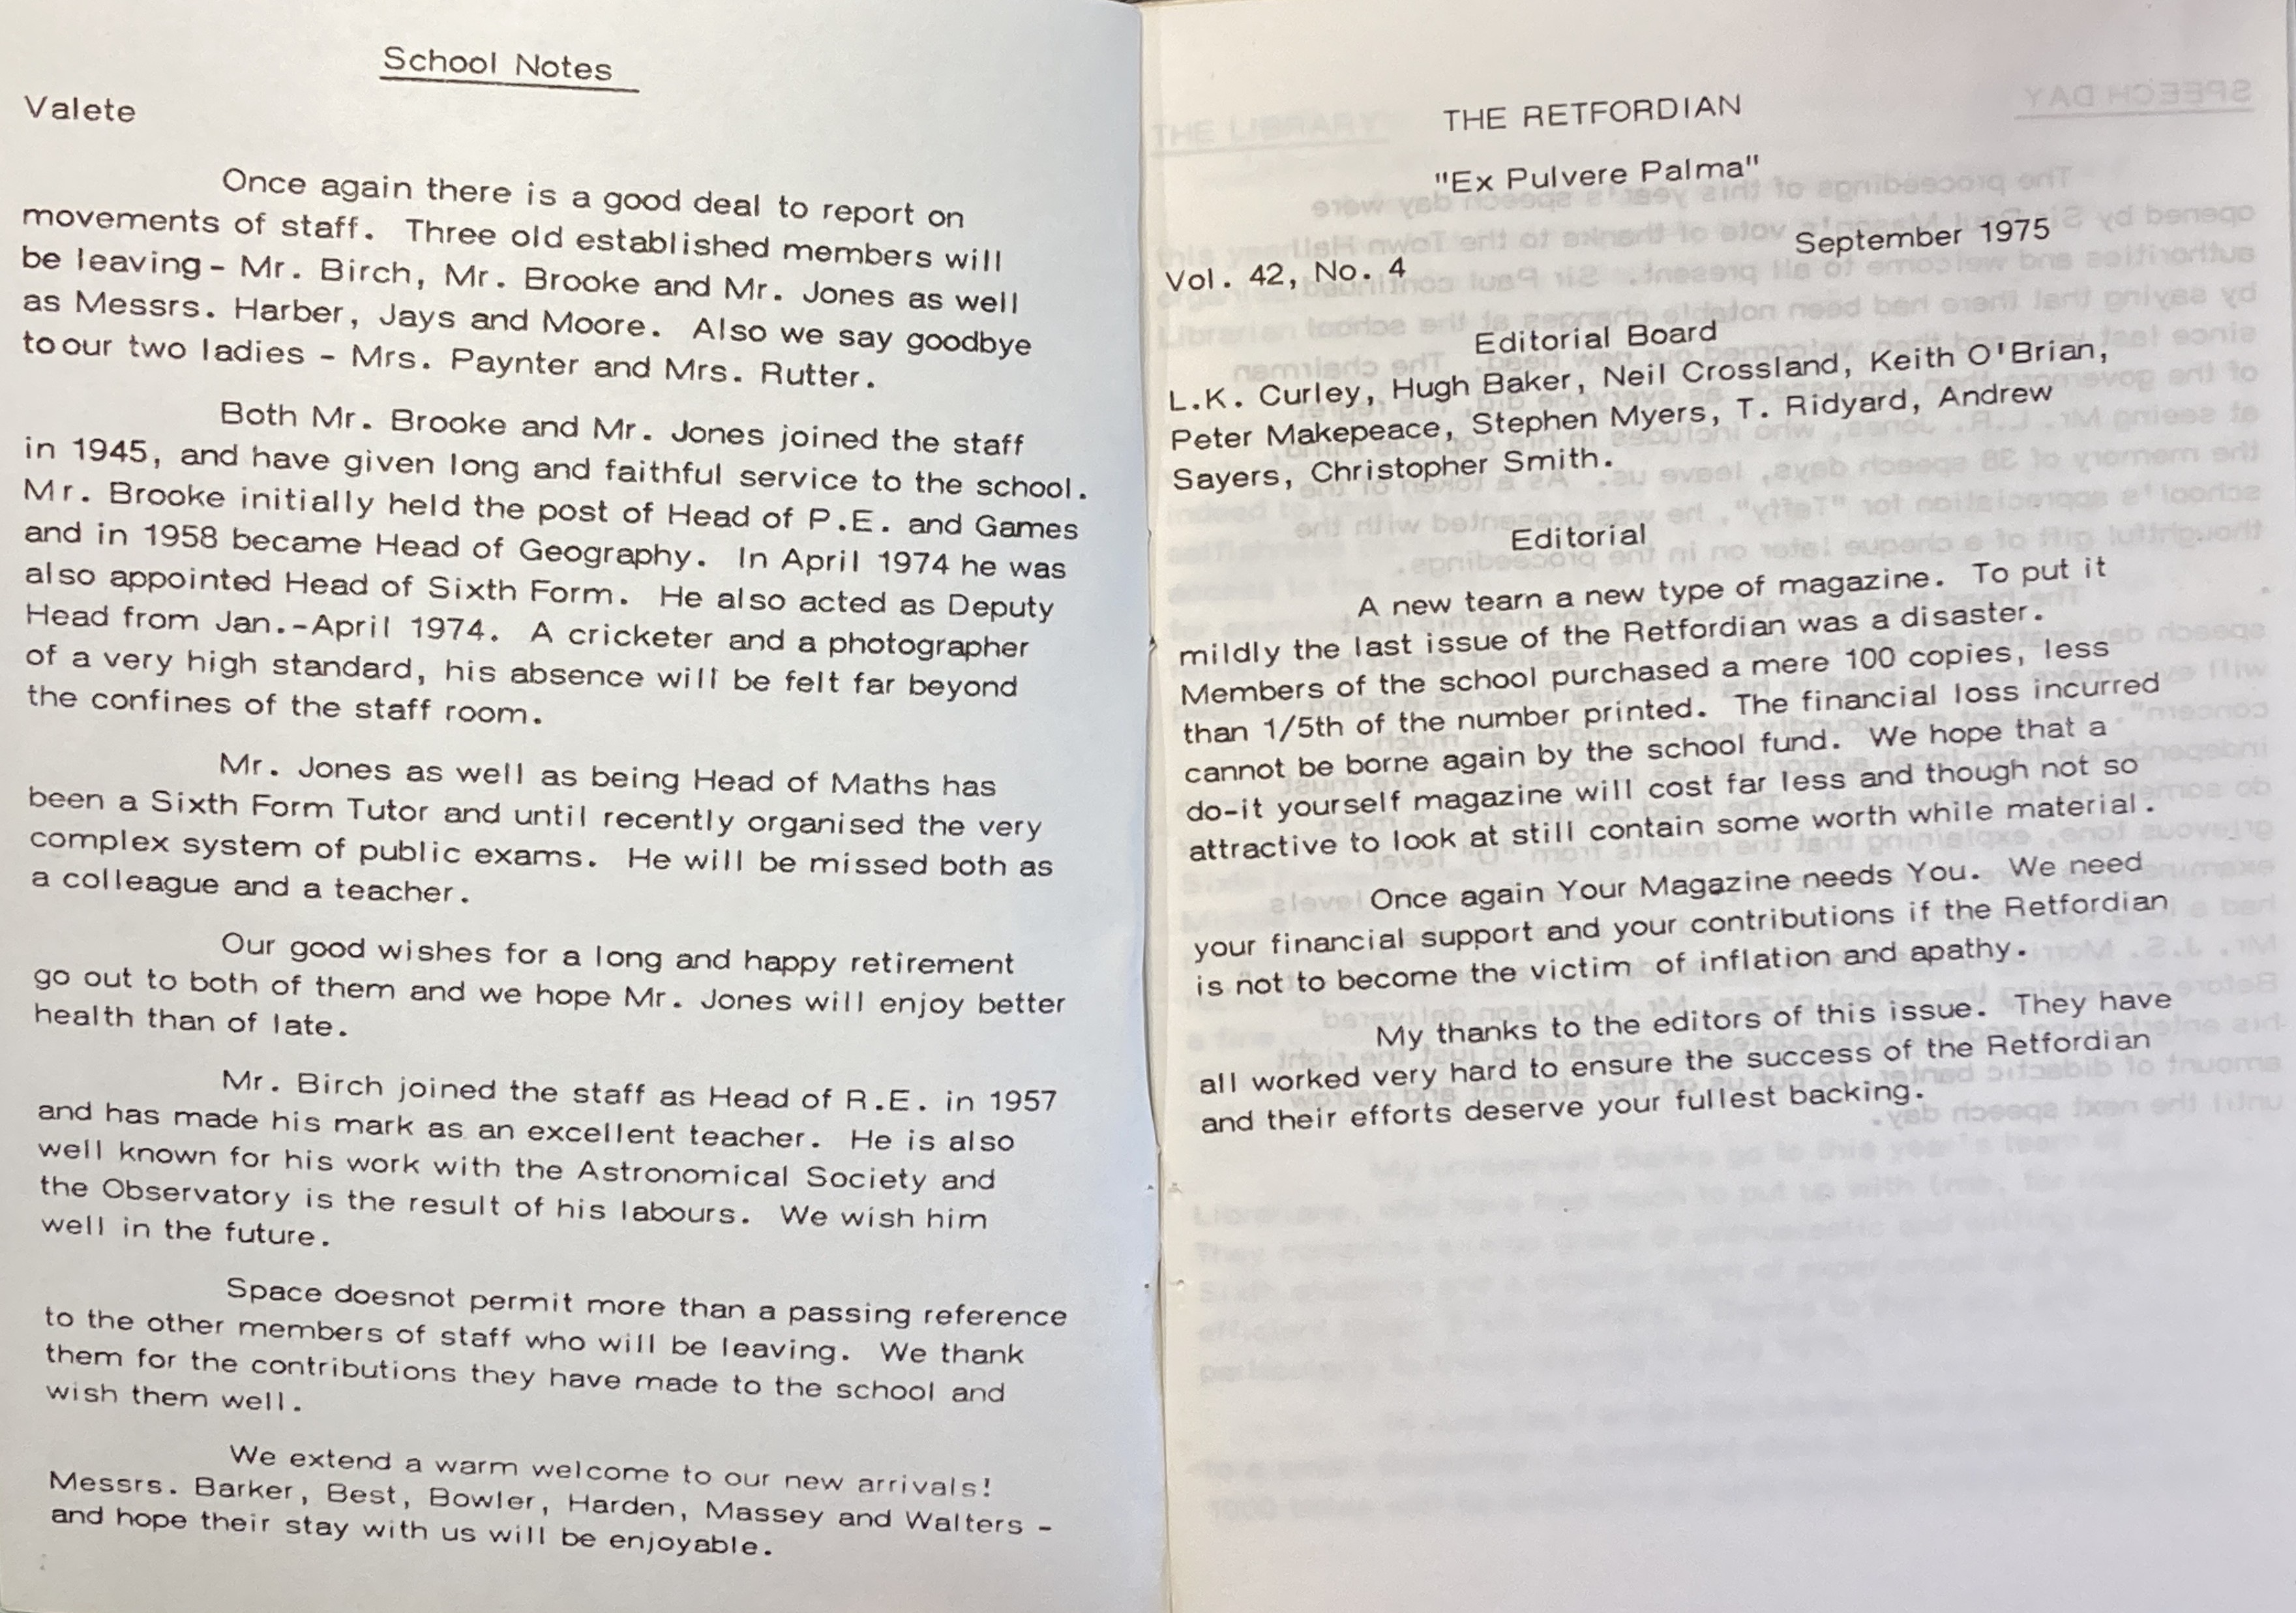 School Notes
Valete
Once again there is a good deal to report on
movements of staff. Three old established members will
be leaving - Mr. Birch, Mr. Brooke and Mr. Jones as well
as Messrs. Harber, Jays and Moore. Also we say goodbye
to our two ladies - Mrs. Paynter and Mrs. Rutter.
Both Mr. Brooke and Mr. Jones joined the staff
in 1945, and have given long and faithful service to the school.
Mr. Brooke initially held the post of Head of P.E. and Games
and in 1958 became Head of Geography. In April 1974 he was
also appointed Head of Sixth Form. He also acted as Deputy
Head from Jan.-April 1974. A cricketer and a photographer
of a very high standard, his absence will be felt far beyond
the confines of the staff room.
Mr. Jones as well as being Head of Maths has
been a Sixth Form Tutor and until recently organised the very
complex system of public exams. He will be missed both as
a colleague and a teacher.
Our good wishes for a long and happy retirement
go out to both of them and we hope Mr. Jones will enjoy better
health than of late.
Mr. Birch joined the staff as Head of R.E. in 1957
and has made his mark as an excellent teacher. He is also
well known for his work with the Astronomical Society and
the Observatory is the result of his labours. We wish him
well in the future.
Space doesnot permit more than a passing reference
to the other members of staff who will be leaving. We thank
them for the contributions they have made to the school and
wish them well.
We extend a warm welcome to our new arrivals!
Messrs. Barker, Best, Bowler, Harden, Massey and Walters -
and hope their stay with us will be enjoyable.
THE RETFORDIAN
"Ex Pulvere Palma"
September 1975
Vol. 42, No. 4
Editorial Board
L.K. Curley, Hugh Baker, Neil Crossland, Keith O'Brian,
Peter Makepeace, Stephen Myers, T. Ridyard, Andrew
Sayers, Christopher Smith.
Editorial
A new tearn a new type of magazine. To put it
mildly the last issue of the Retfordian was a disaster.
Members of the school purchased a mere 100 copies, less
than 1/5th of the number printed. The financial loss incurred
cannot be borne again by the school fund. We hope that a
do-it yourself magazine will cost far less and though not so
attractive to look at still contain some worth while material.
Once again Your Magazine needs You. We need
your financial support and your contributions if the Retfordian
is not to become the victim of inflation and apathy.
My thanks to the editors of this issue. They have
all worked very hard to ensure the success of the Retfordian
and their efforts deserve your fullest backing.